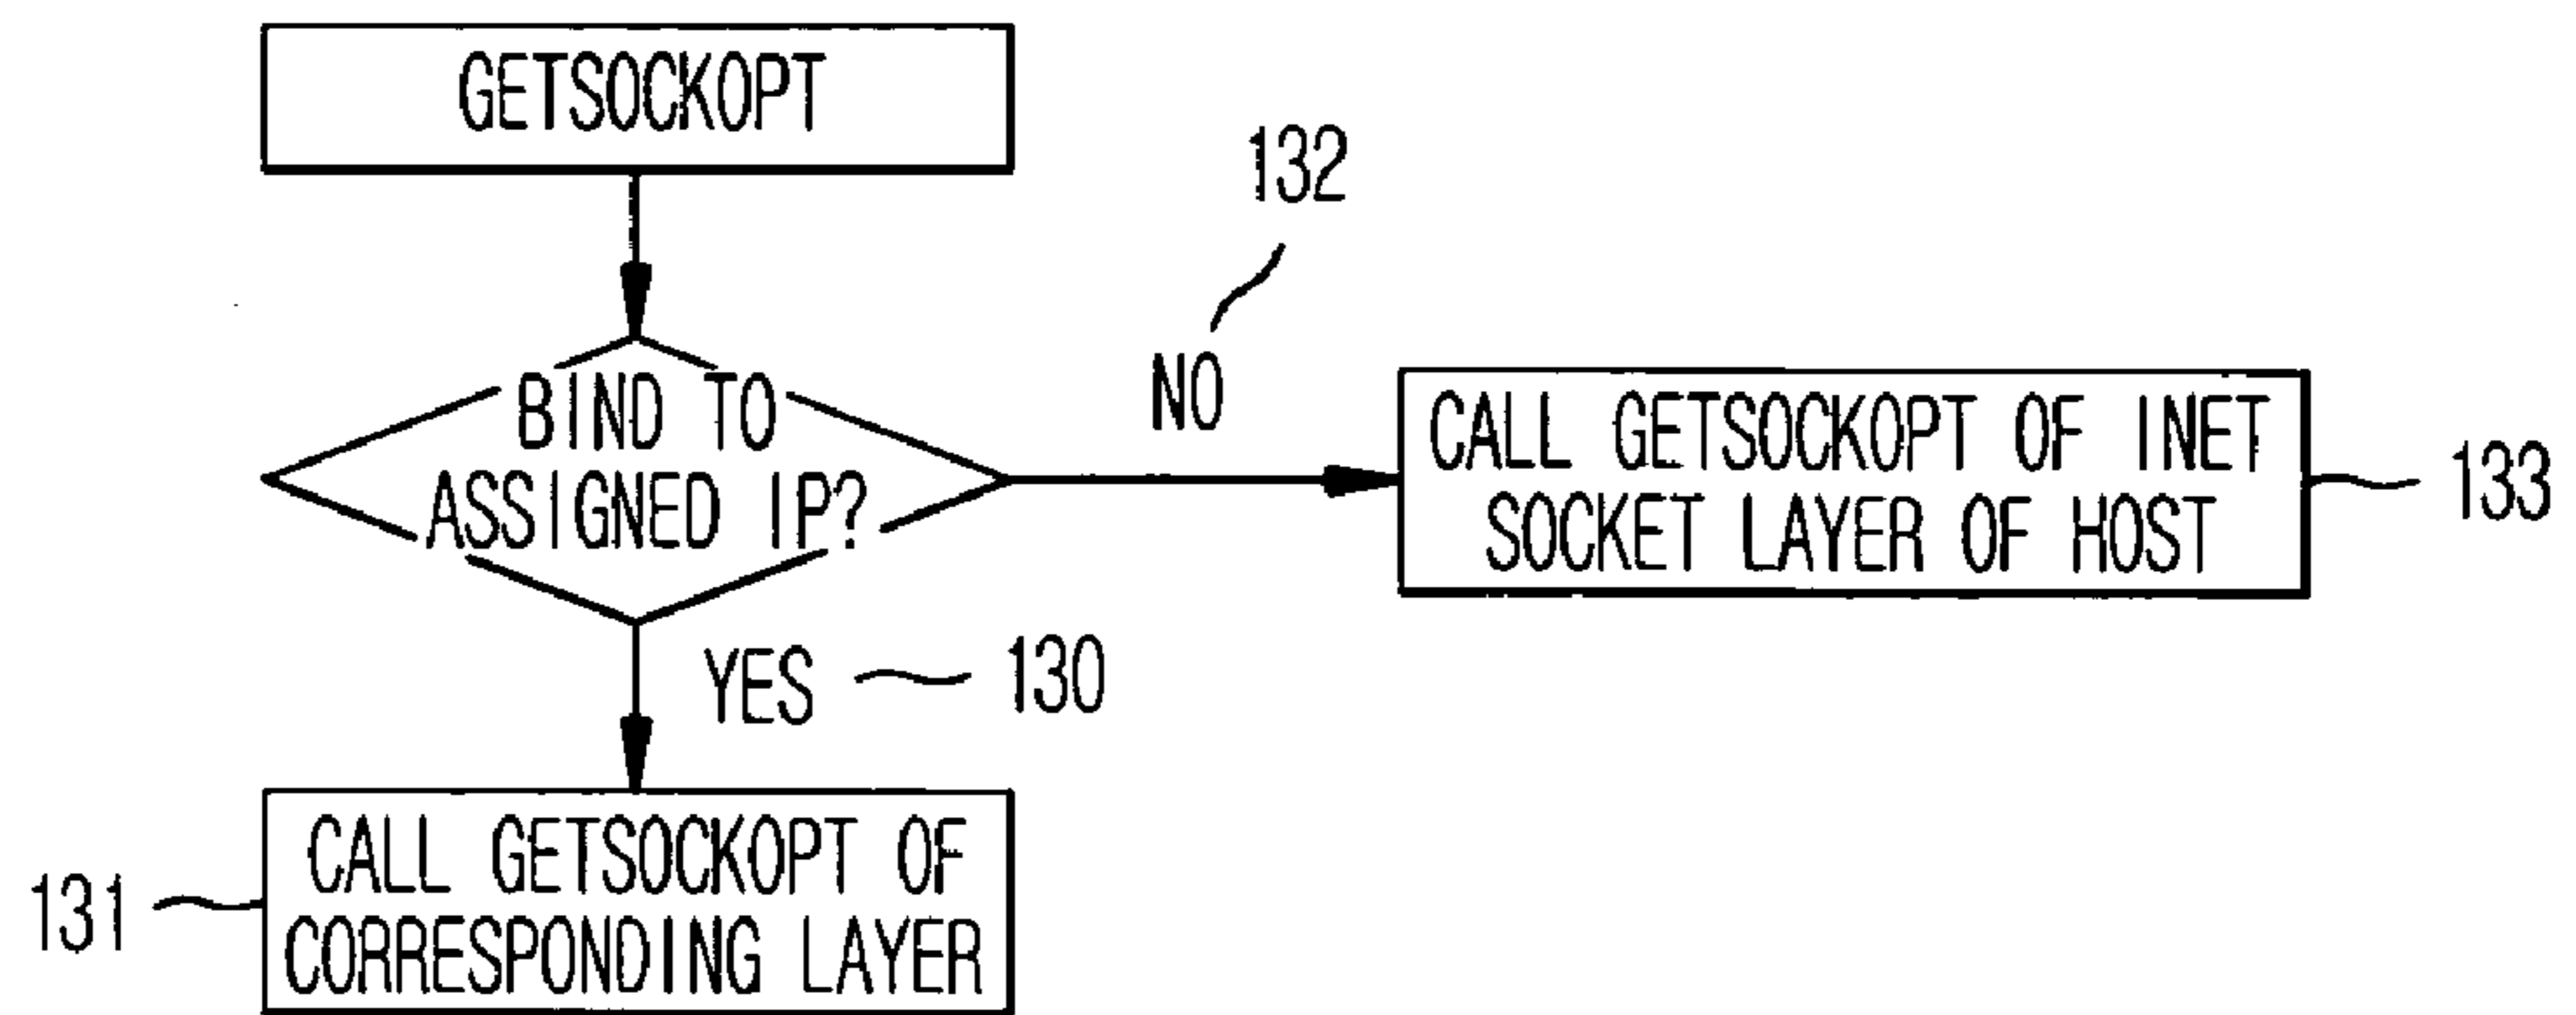 GETSOCKOPT
132
BIND TO
ASSIGNED IP?
NO
CALL GETSOCKOPT OF INET
SOCKET LAYER OF HOST
133
YES
130
CALL GETSOCKOPT OF
CORRESPONDING LAYER
131